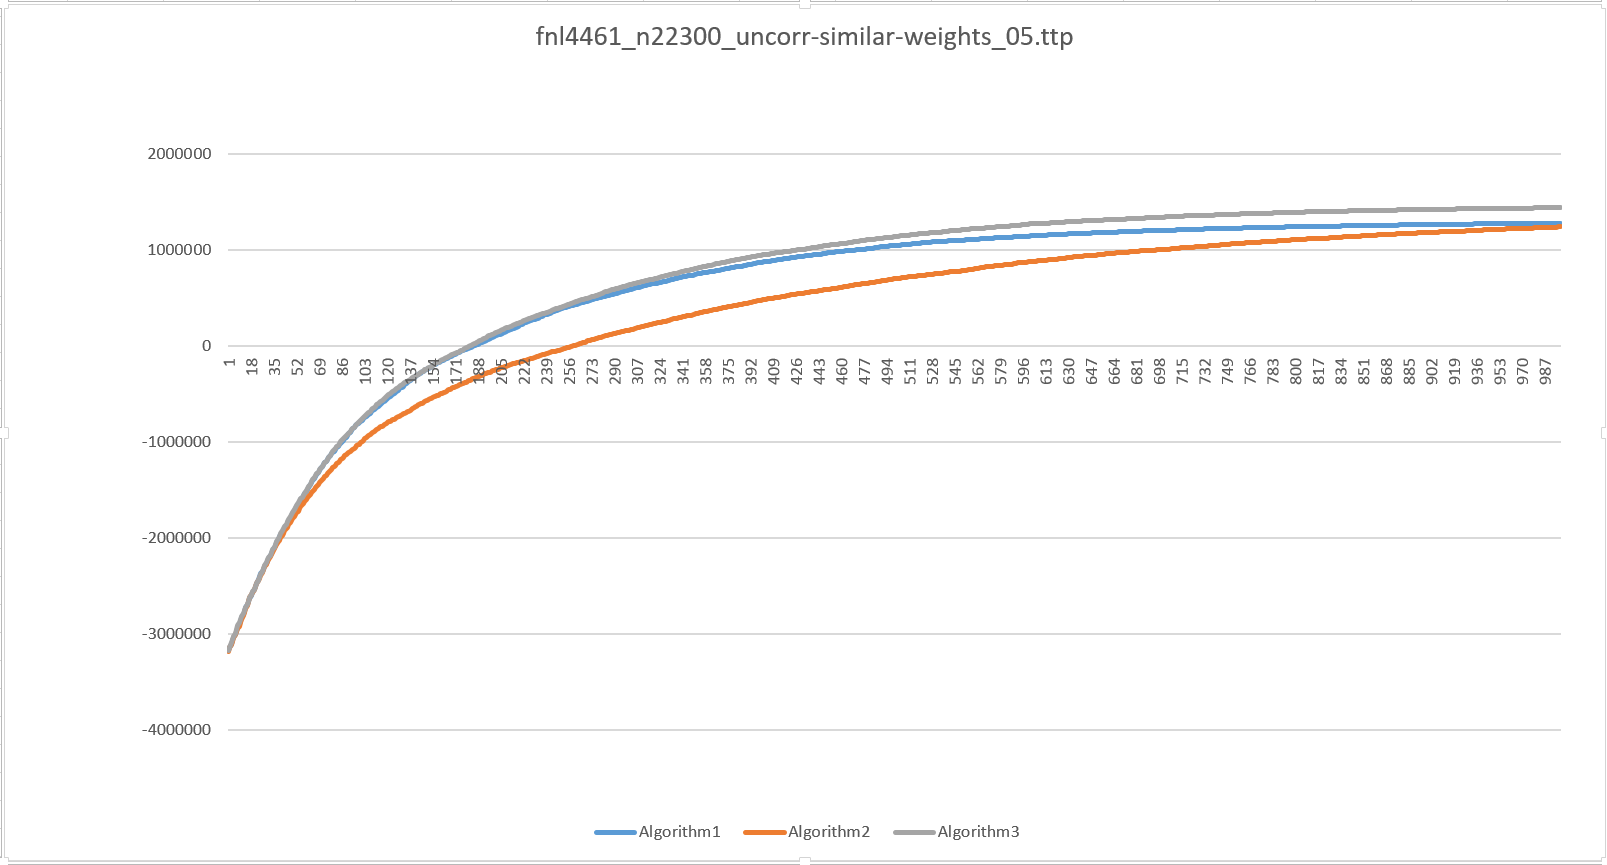 fnl4461_n22300_uncorr-similar-weights_05.ttp
2000000
1000000
0
-1000000
-2000000
-3000000
-4000000
1 18 35 52 69 86 103 120 137 154 171 188 205 222 239 256 273 290 307 324 341 358 375 392 409 426 443 460 477 494 511 528 545 562 579 596 613 630 647 664 681 698 715 732 749 766 783 800 817 834 851 868 885 902 919 936 953 970 987
Algorithm1 Algorithm2 Algorithm3